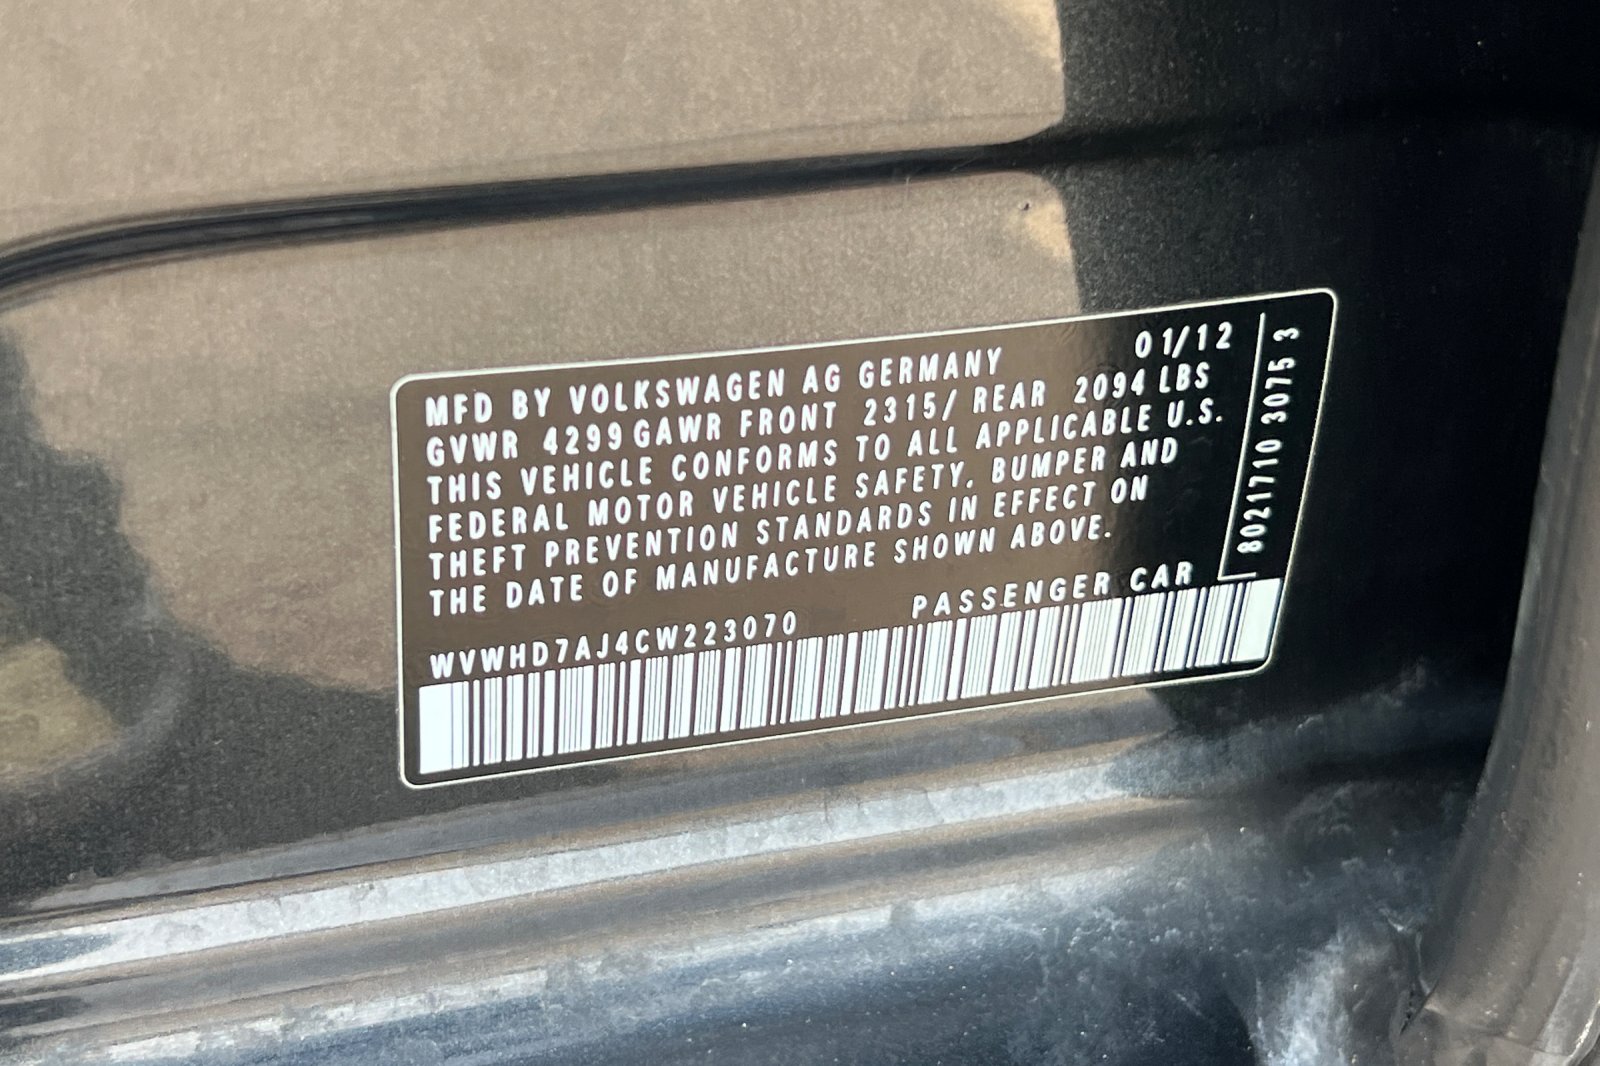 MFD BY VOLKSWAGEN AG GERMANY 01/12
GVWR 4299 GAWR FRONT 2315/ REAR 2094 LBS
THIS VEHICLE CONFORMS TO ALL APPLICABLE U.S.
FEDERAL MOTOR VEHICLE SAFETY, BUMPER AND
THEFT PREVENTION STANDARDS IN EFFECT ON
THE DATE OF MANUFACTURE SHOWN ABOVE.
WVWHD7AJ4CW223070 PASSENGER CAR
8021710 3075 3